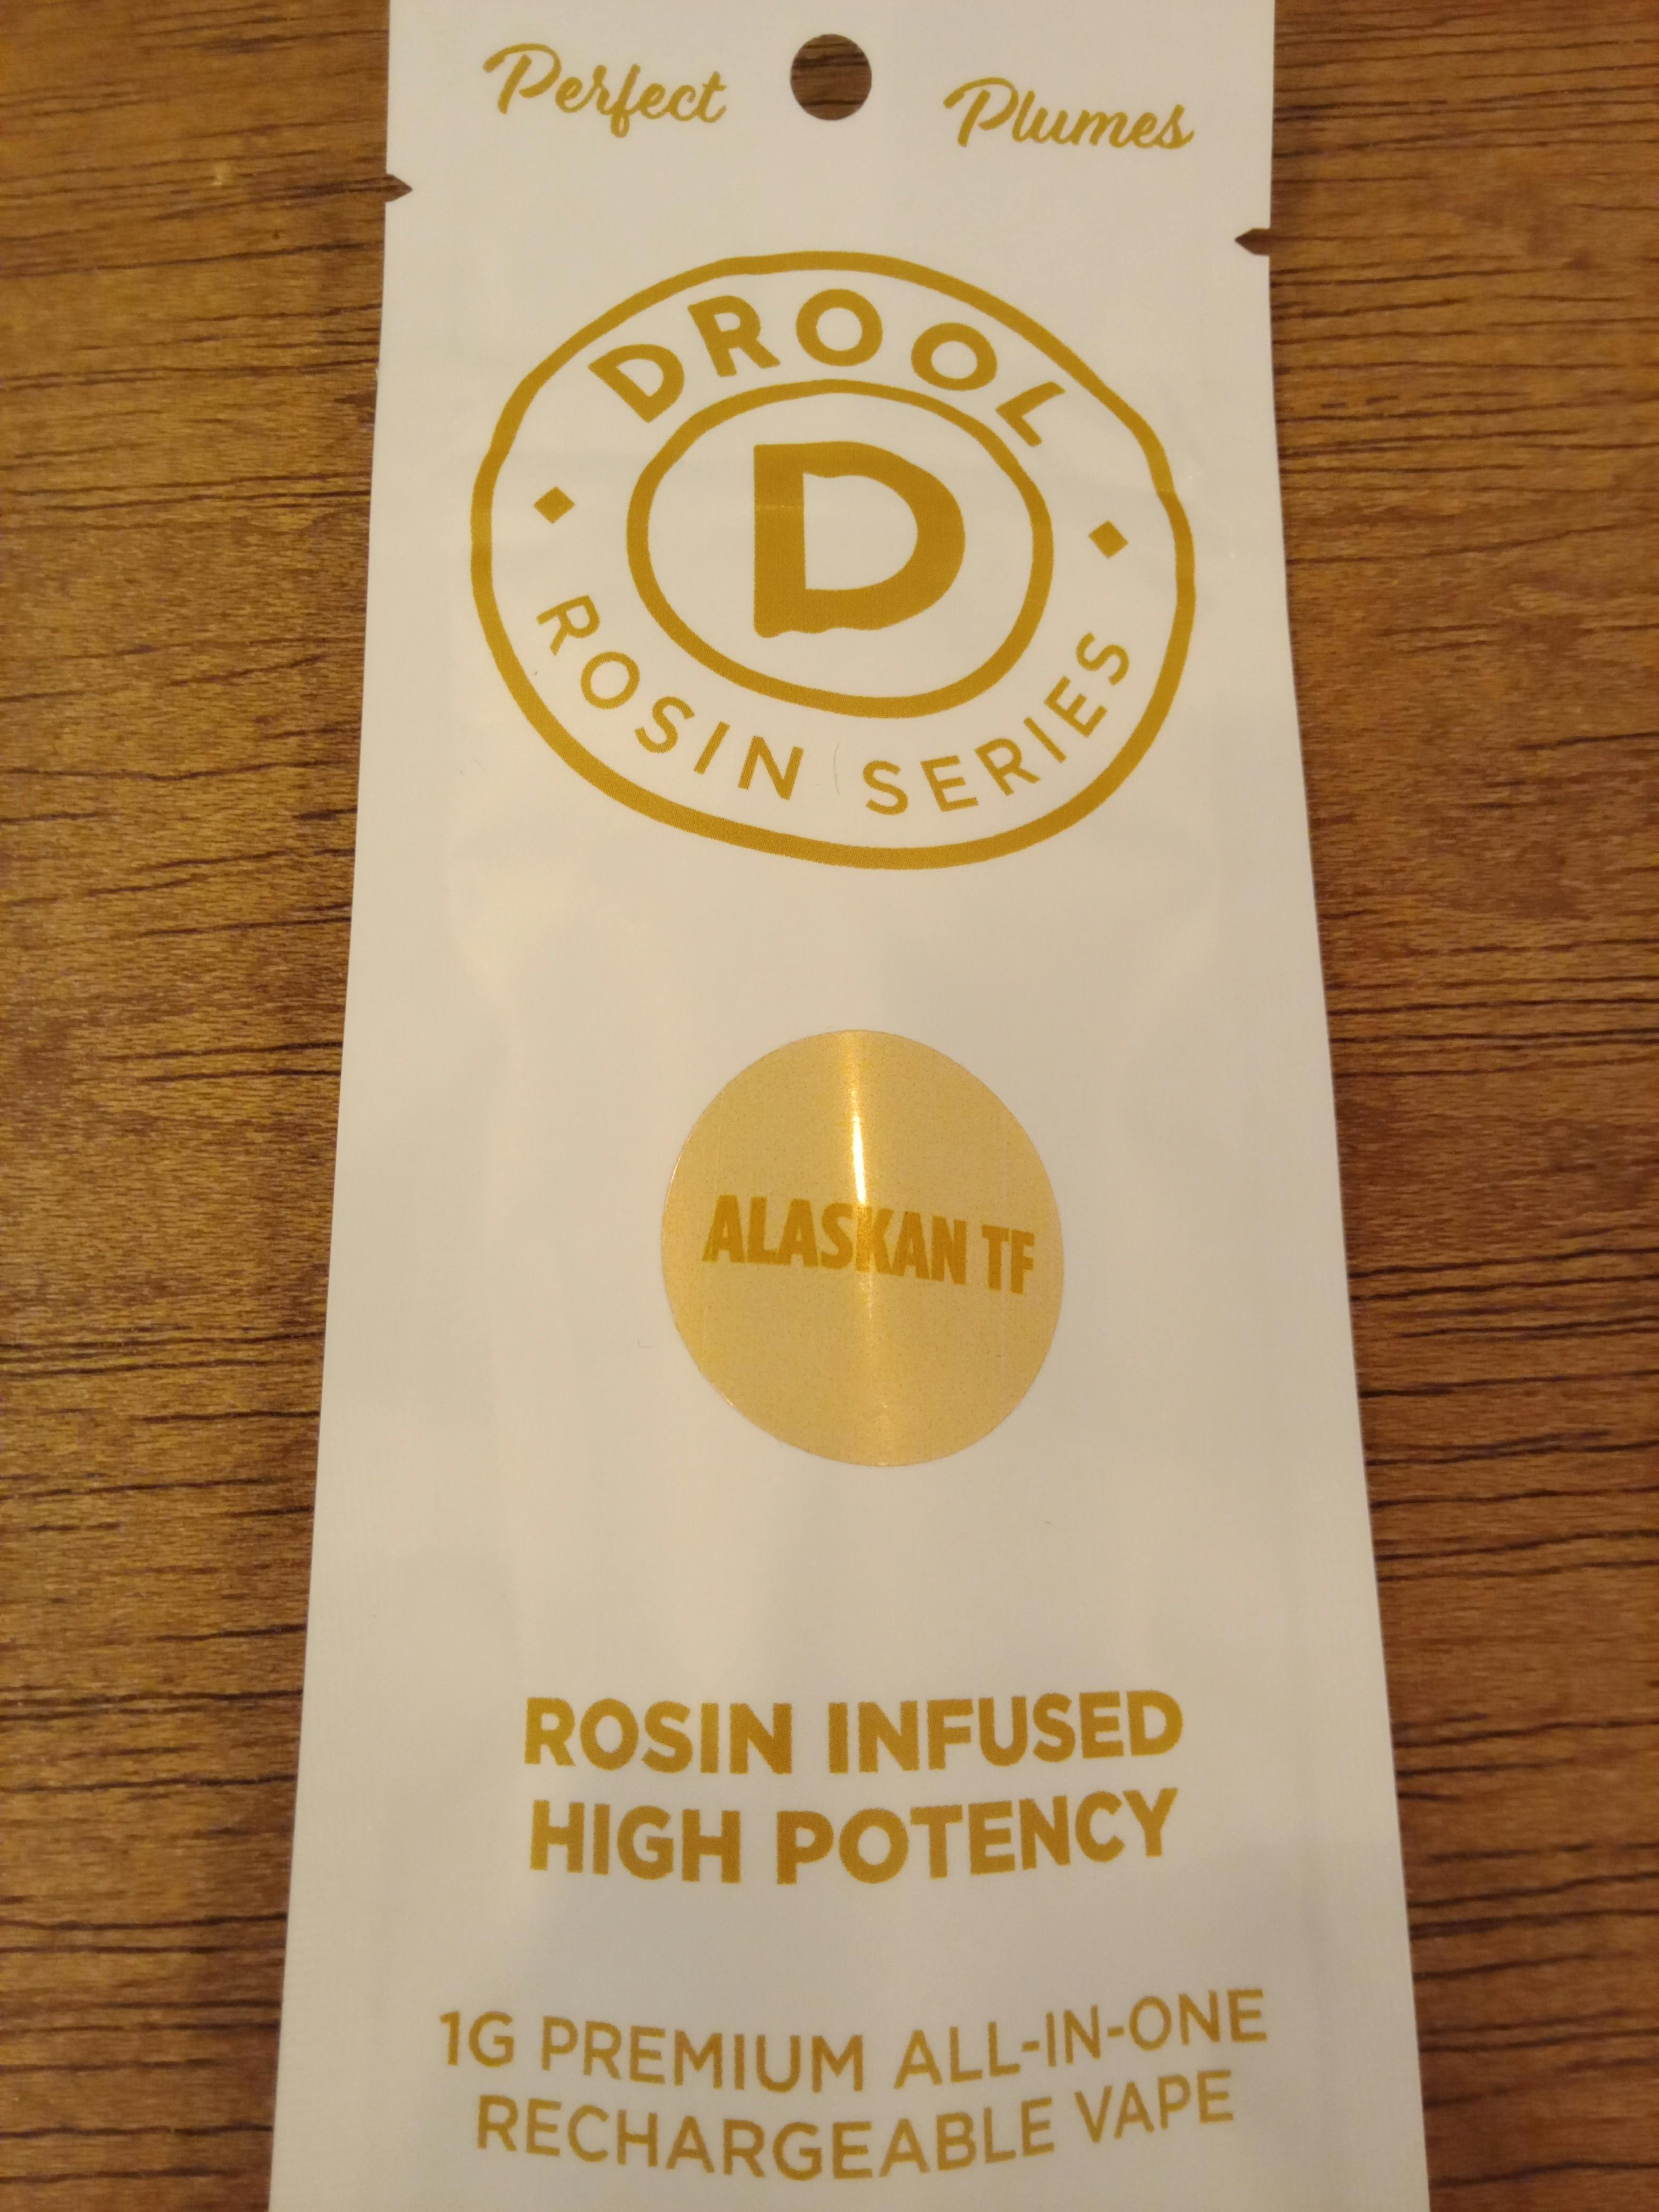 Perfect Plumes
DROOL
D
ROSIN SERIES
ALASKAN TF
ROSIN INFUSED
HIGH POTENCY
1G PREMIUM ALL-IN-ONE
RECHARGEABLE VAPE